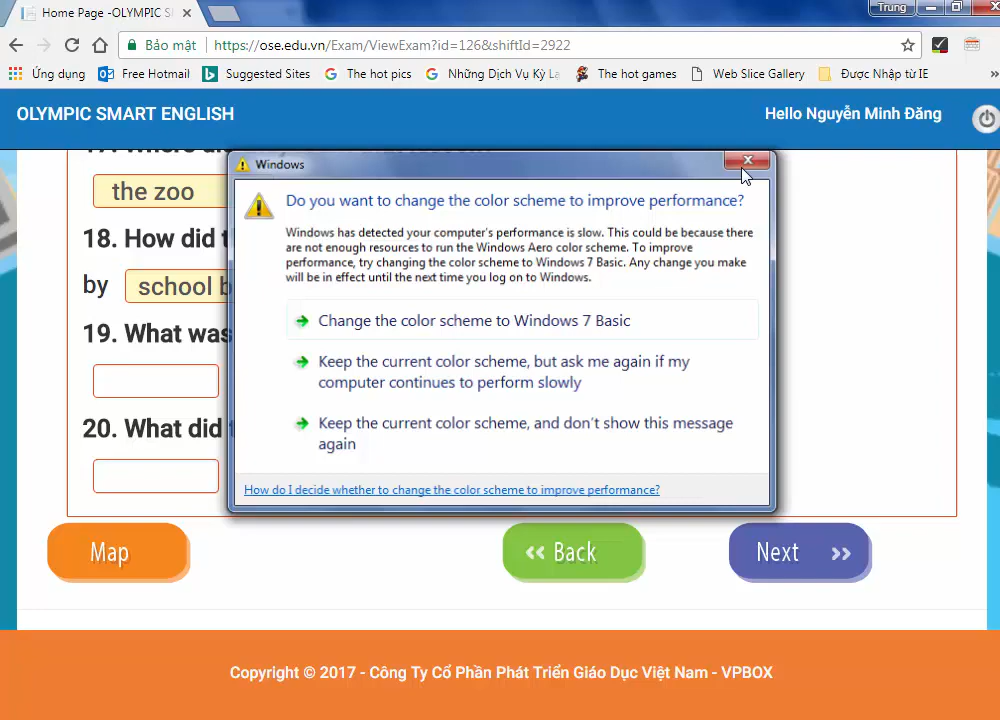 Home Page -OLYMPIC S
Trung
Bảo mật
https://ose.edu.vn/Exam/ViewExam?id=126&shiftId=2922
Ứng dụng
Free Hotmail
Suggested Sites
The hot pics
Những Dịch Vụ Kỳ L
The hot games
Web Slice Gallery
Được Nhập từ IE
OLYMPIC SMART ENGLISH
Hello Nguyễn Minh Đăng
the zoo
18. How did t
by school b
19. What was
20. What did
Windows
Do you want to change the color scheme to improve performance?
Windows has detected your computer's performance is slow. This could be because there
are not enough resources to run the Windows Aero color scheme. To improve
performance, try changing the color scheme to Windows 7 Basic. Any change you make
will be in effect until the next time you log on to Windows.
Change the color scheme to Windows 7 Basic
Keep the current color scheme, but ask me again if my
computer continues to perform slowly
Keep the current color scheme, and don't show this message
again
How do I decide whether to change the color scheme to improve performance?
Map
<< Back
Next >>
Copyright © 2017 - Công Ty Cổ Phần Phát Triển Giáo Dục Việt Nam - VPBOX